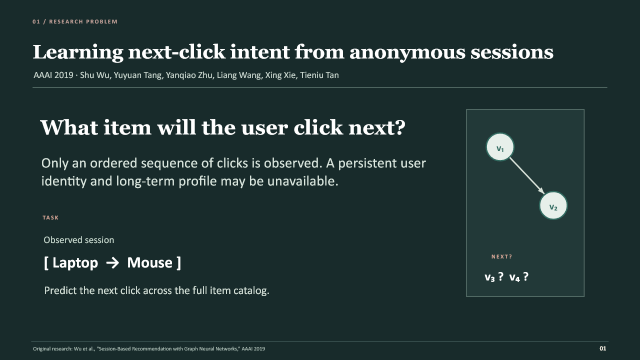 01 / RESEARCH PROBLEM
Learning next-click intent from anonymous sessions
AAAI 2019 · Shu Wu, Yuyuan Tang, Yanqiao Zhu, Liang Wang, Xing Xie, Tieniu Tan
What item will the user click next?
Only an ordered sequence of clicks is observed. A persistent user
identity and long-term profile may be unavailable.
TASK
Observed session
[ Laptop → Mouse ]
Predict the next click across the full item catalog.
v₁
v₂
NEXT?
v₃ ? v₄ ?
Original research: Wu et al., "Session-Based Recommendation with Graph Neural Networks," AAAI 2019
01